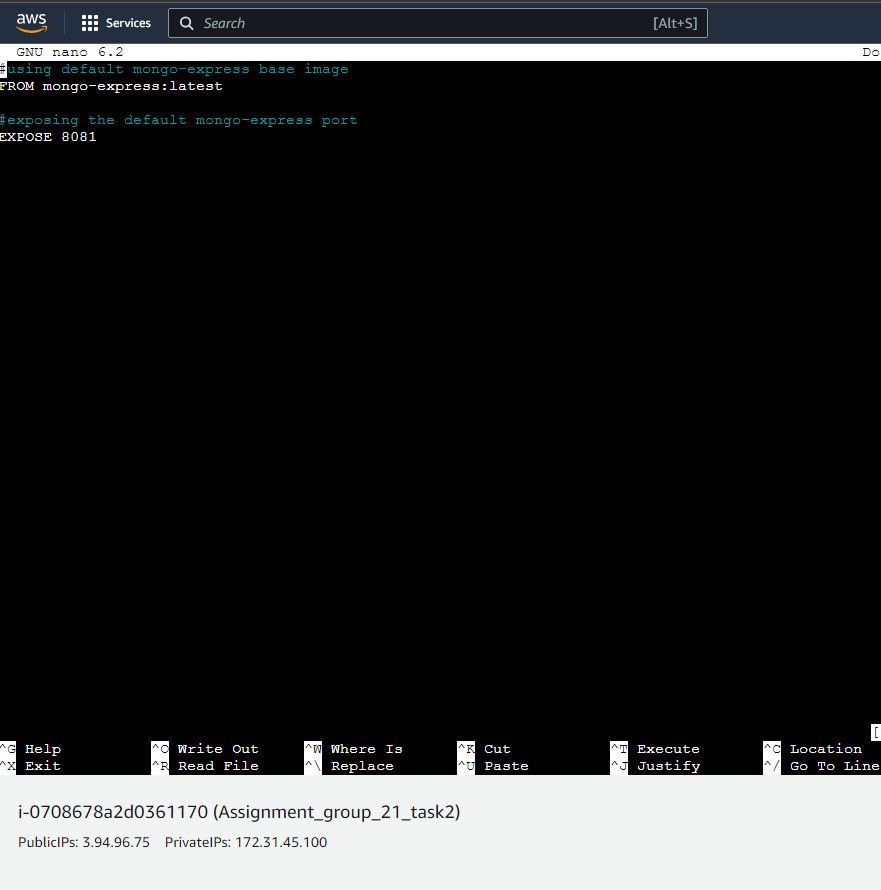 aws Services Search [Alt+S]
GNU nano 6.2 Do
#using default mongo-express base image
FROM mongo-express:latest
#exposing the default mongo-express port
EXPOSE 8081
[
^G Help ^O Write Out ^W Where Is ^K Cut ^T Execute ^C Location
^X Exit ^R Read File ^\ Replace ^U Paste ^J Justify ^/ Go To Line
i-0708678a2d0361170 (Assignment_group_21_task2)
PublicIPs: 3.94.96.75 PrivateIPs: 172.31.45.100